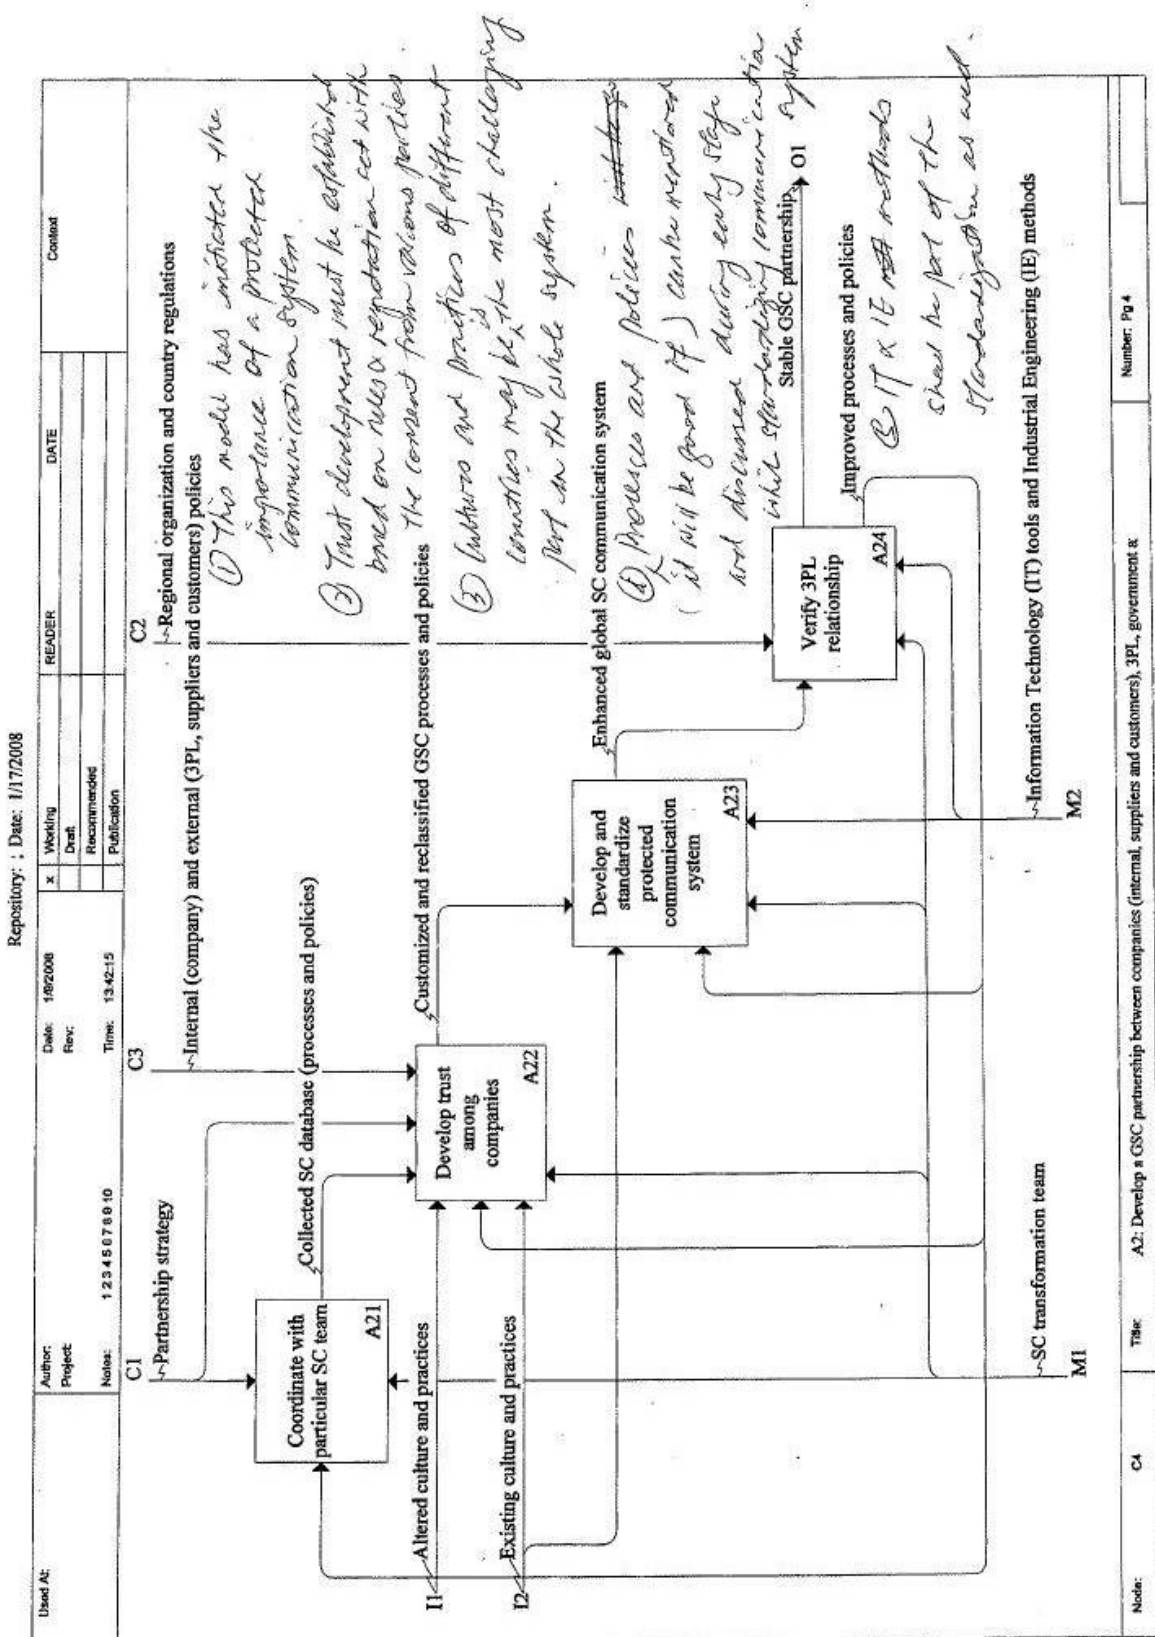 Repository: ; Date: 1/17/2008
Used At:
Author:
Project:
Notes: 1 2 3 4 5 6 7 8 9 10
Date: 1/9/2008
Rev:
Time: 13:42:15
x Working
Draft
Recommended
Publication
READER
DATE
Context
C1
Partnership strategy
C3
Internal (company) and external (3PL, suppliers and customers) policies
C2
Regional organization and country regulations
Coordinate with
particular SC team
A21
Collected SC database (processes and policies)
Develop trust
among
companies
A22
Customized and reclassified GSC processes and policies
Develop and
standardize
protected
communication
system
A23
Enhanced global SC communication system
Verify 3PL
relationship
A24
Stable GSC partnership
O1
Improved processes and policies
I1
Altered culture and practices
I2
Existing culture and practices
SC transformation team
M1
Information Technology (IT) tools and Industrial Engineering (IE) methods
M2
① This model has indicated the
importance of a protected
communication system.
② Trust development must be established
based on rules & regulation set with
the consent from various parties.
③ Cultures and practices of different
countries may be is the most challenging
part in the whole system.
④ Processes and policies
(it will be good if) can be mentioned
and discussed during early stage
while standardizing communication
system
⑤ IT & IE methods
should be part of the
standardization as well.
Node:
C4
Title:
A2: Develop a GSC partnership between companies (internal, suppliers and customers), 3PL, government &
Number: Pg 4